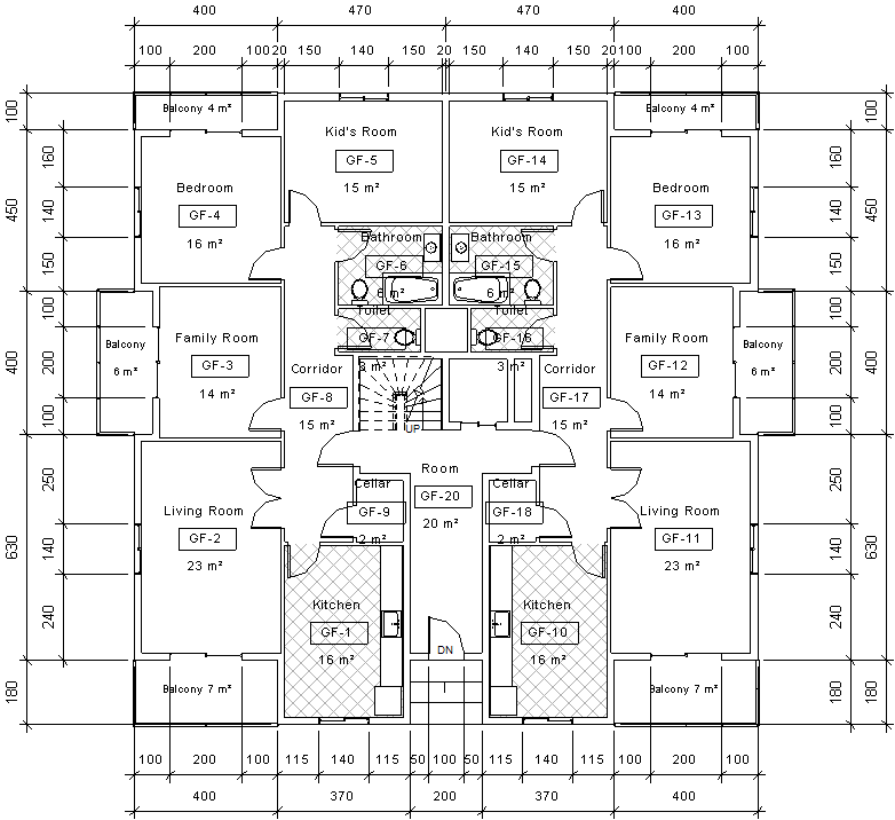 400 470 470 400
100 200 100 20 150 140 150 20 150 140 150 20 100 200 100
100 100
Balcony 4 m² Balcony 4 m²
Kid's Room Kid's Room
GF-5 GF-14
15 m² 15 m²
160 160
Bedroom Bedroom
450 140 GF-4 GF-13 140 450
16 m² 16 m²
Bathroom Bathroom
150 GF-6 GF-15 150
6 m² 6 m²
100 100
Toilet Toilet
GF-7 GF-16
3 m² 3 m²
Family Room Family Room
Balcony GF-3 GF-12 Balcony
6 m² 14 m² 14 m² 6 m²
400 200 200 400
Corridor Corridor
GF-8 GF-17
15 m² 15 m²
100 100
UP
Room
GF-20
20 m²
250 250
Cellar Cellar
GF-9 GF-18
2 m² 2 m²
Living Room Living Room
GF-2 GF-11
23 m² 23 m²
630 140 140 630
Kitchen Kitchen
GF-1 GF-10
16 m² 16 m²
240 240
DN
Balcony 7 m² Balcony 7 m²
180 180 180
100 200 100 115 140 115 50 100 50 115 140 115 100 200 100
400 370 200 370 400